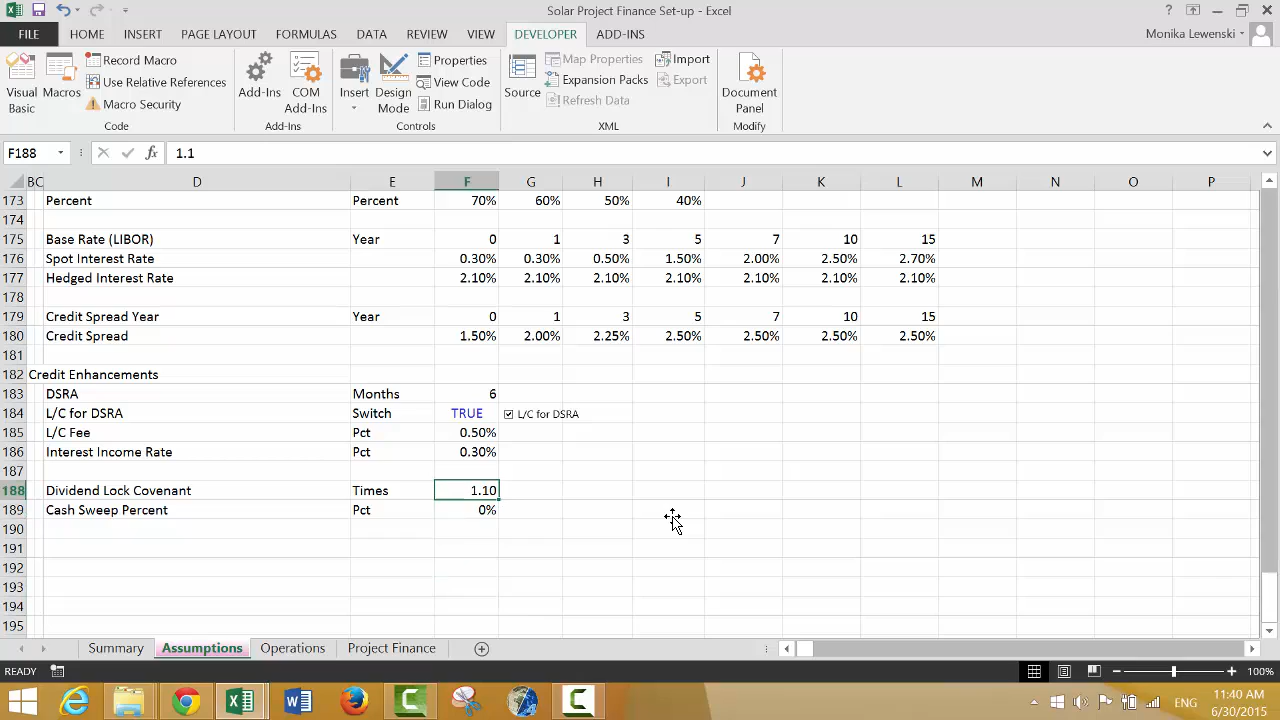 Solar Project Finance Set-up - Excel
FILE HOME INSERT PAGE LAYOUT FORMULAS DATA REVIEW VIEW DEVELOPER ADD-INS Monika Lewenski
Visual Basic
Macros
Record Macro
Use Relative References
Macro Security
Code
Add-Ins
COM Add-Ins
Add-Ins
Insert
Design Mode
Properties
View Code
Run Dialog
Controls
Source
Map Properties
Expansion Packs
Refresh Data
Import
Export
XML
Document Panel
Modify
F188 fx 1.1
B C D E F G H I J K L M N O P
173 Percent Percent 70% 60% 50% 40%
174
175 Base Rate (LIBOR) Year 0 1 3 5 7 10 15
176 Spot Interest Rate 0.30% 0.30% 0.50% 1.50% 2.00% 2.50% 2.70%
177 Hedged Interest Rate 2.10% 2.10% 2.10% 2.10% 2.10% 2.10% 2.10%
178
179 Credit Spread Year Year 0 1 3 5 7 10 15
180 Credit Spread 1.50% 2.00% 2.25% 2.50% 2.50% 2.50% 2.50%
181
182 Credit Enhancements
183 DSRA Months 6
184 L/C for DSRA Switch TRUE L/C for DSRA
185 L/C Fee Pct 0.50%
186 Interest Income Rate Pct 0.30%
187
188 Dividend Lock Covenant Times 1.10
189 Cash Sweep Percent Pct 0%
190
191
192
193
194
195
Summary Assumptions Operations Project Finance
READY 100%
ENG 11:40 AM
6/30/2015